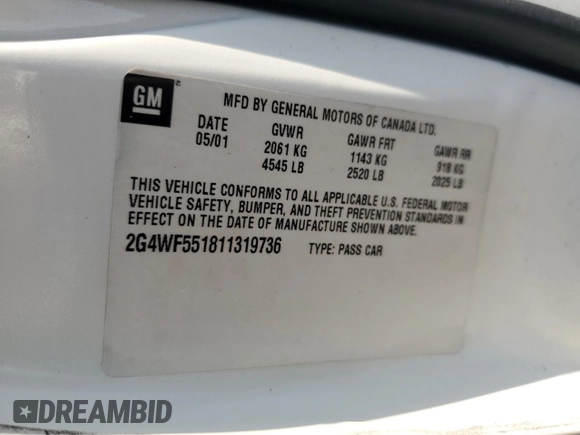 GM
MFD BY GENERAL MOTORS OF CANADA LTD.
DATE GVWR GAWR FRT GAWR RR
05/01 2061 KG 1143 KG 918 KG
4545 LB 2520 LB 2025 LB
THIS VEHICLE CONFORMS TO ALL APPLICABLE U.S. FEDERAL MOTOR
VEHICLE SAFETY, BUMPER, AND THEFT PREVENTION STANDARDS IN
EFFECT ON THE DATE OF MANUFACTURE SHOWN ABOVE.
2G4WF551811319736 TYPE: PASS CAR
DREAMBID